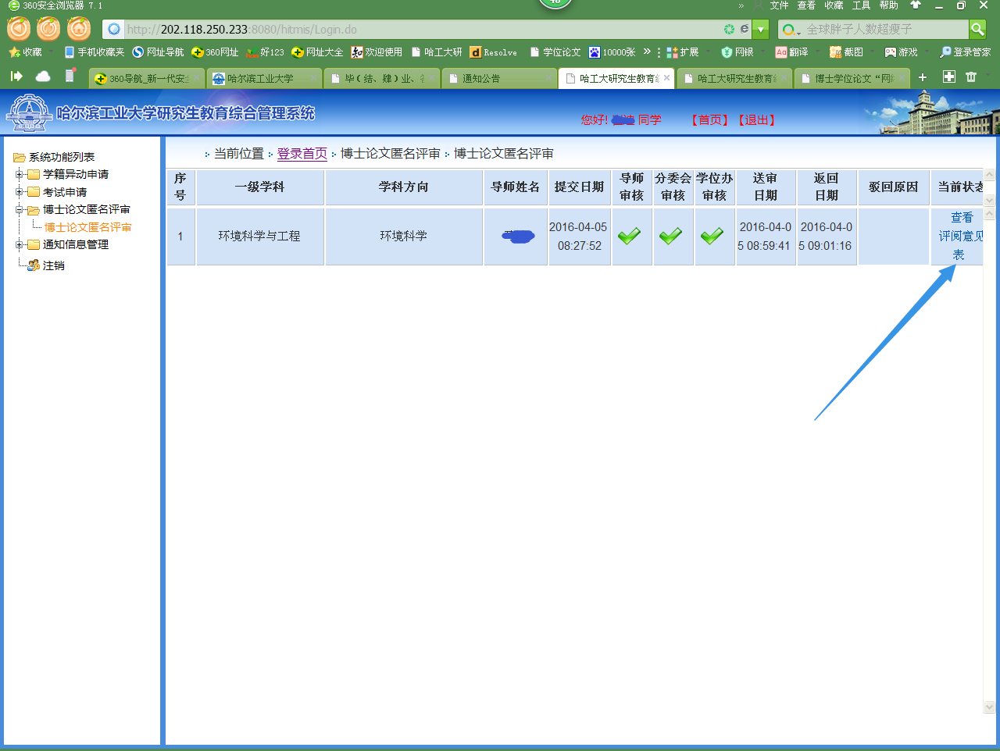 360安全浏览器 7.1
46
» 文件 查看 收藏 工具 帮助
http://202.118.250.233:8080/hitmis/Login.do
全球胖子人数超瘦子
收藏 手机收藏夹 网址导航 360网址 好123 网址大全 欢迎使用 哈工大研 Resolve 学位论文 10000张 » 扩展 网银 翻译 截图 游戏 登录管家
360导航_新一代安全
哈尔滨工业大学
毕（结、肄）业、
通知公告
哈工大研究生教育
哈工大研究生教育
博士学位论文“网
哈尔滨工业大学研究生教育综合管理系统
您好! 同学 【首页】【退出】
系统功能列表
学籍异动申请
考试申请
博士论文匿名评审
博士论文匿名评审
通知信息管理
注销
当前位置 登录首页 博士论文匿名评审 博士论文匿名评审
序号 一级学科 学科方向 导师姓名 提交日期 导师审核 分委会审核 学位办审核 送审日期 返回日期 驳回原因 当前状态
1 环境科学与工程 环境科学 2016-04-05 08:27:52 2016-04-05 08:59:41 2016-04-05 09:01:16 查看
评阅意见
表